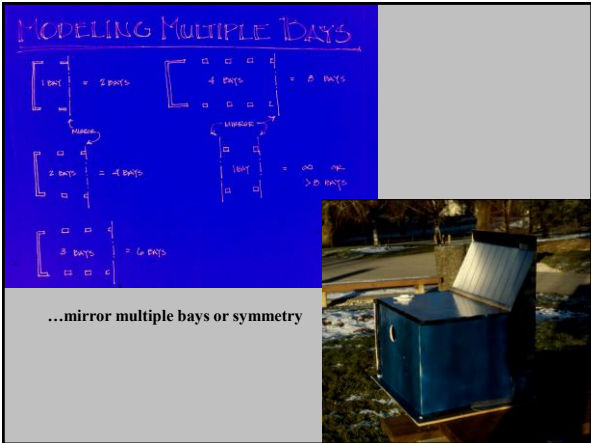 MODELING MULTIPLE BAYS
1 BAY = 2 BAYS
4 BAYS = 8 BAYS
MIRROR
MIRROR
2 BAYS = 4 BAYS
1 BAY = ∞ OR
>8 BAYS
3 BAYS = 6 BAYS
…mirror multiple bays or symmetry